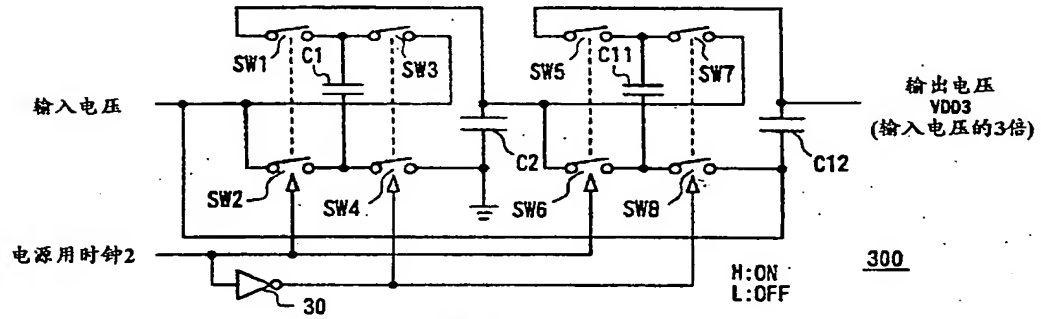 SW1
C1
SW3
SW5
C11
SW7
输入电压
输出电压
VDD3
(输入电压的3倍)
C2
C12
SW2
SW4
SW6
SW8
电源用时钟2
30
H:ON
L:OFF
300